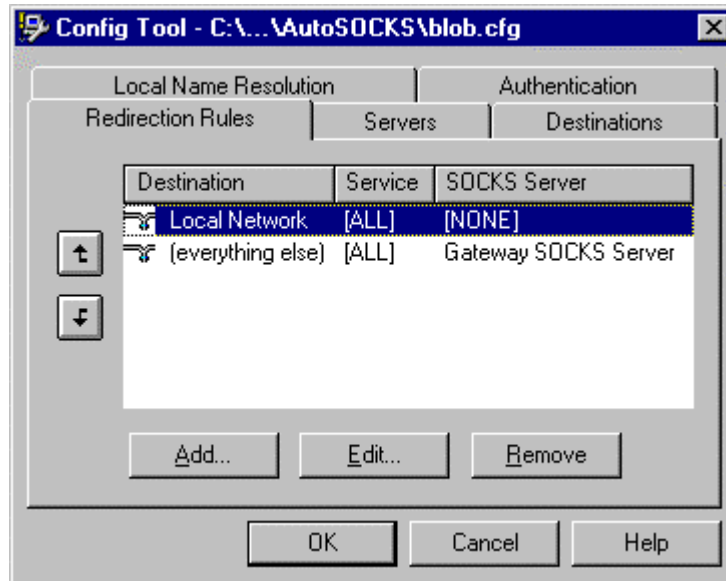 Config Tool - C:\...\AutoSOCKS\blob.cfg
Local Name Resolution Authentication
Redirection Rules Servers Destinations
Destination Service SOCKS Server
Local Network [ALL] [NONE]
(everything else) [ALL] Gateway SOCKS Server
Add... Edit... Remove
OK Cancel Help